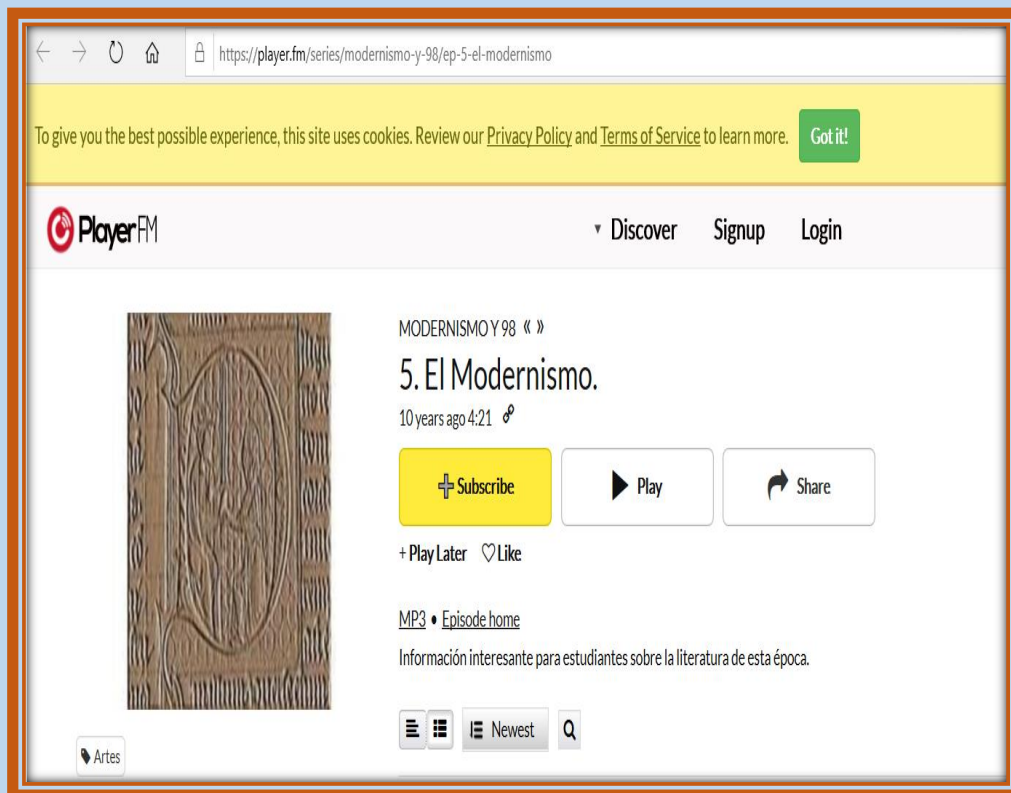 https://player.fm/series/modernismo-y-98/ep-5-el-modernismo
To give you the best possible experience, this site uses cookies. Review our Privacy Policy and Terms of Service to learn more. Got it!
Player FM Discover Signup Login
MODERNISMO Y 98 « »
5. El Modernismo.
10 years ago 4:21
Subscribe Play Share
+ Play Later ♡ Like
MP3 • Episode home
Información interesante para estudiantes sobre la literatura de esta época.
Newest
Artes